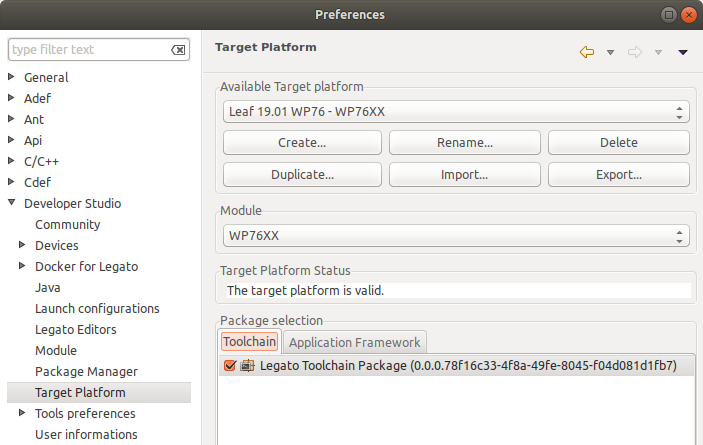 Preferences
type filter text
General
Adef
Ant
Api
C/C++
Cdef
Developer Studio
Community
Devices
Docker for Legato
Java
Launch configurations
Legato Editors
Module
Package Manager
Target Platform
Tools preferences
User informations
Target Platform
Available Target platform
Leaf 19.01 WP76 - WP76XX
Create... Rename... Delete
Duplicate... Import... Export...
Module
WP76XX
Target Platform Status
The target platform is valid.
Package selection
Toolchain Application Framework
Legato Toolchain Package (0.0.0.78f16c33-4f8a-49fe-8045-f04d081d1fb7)